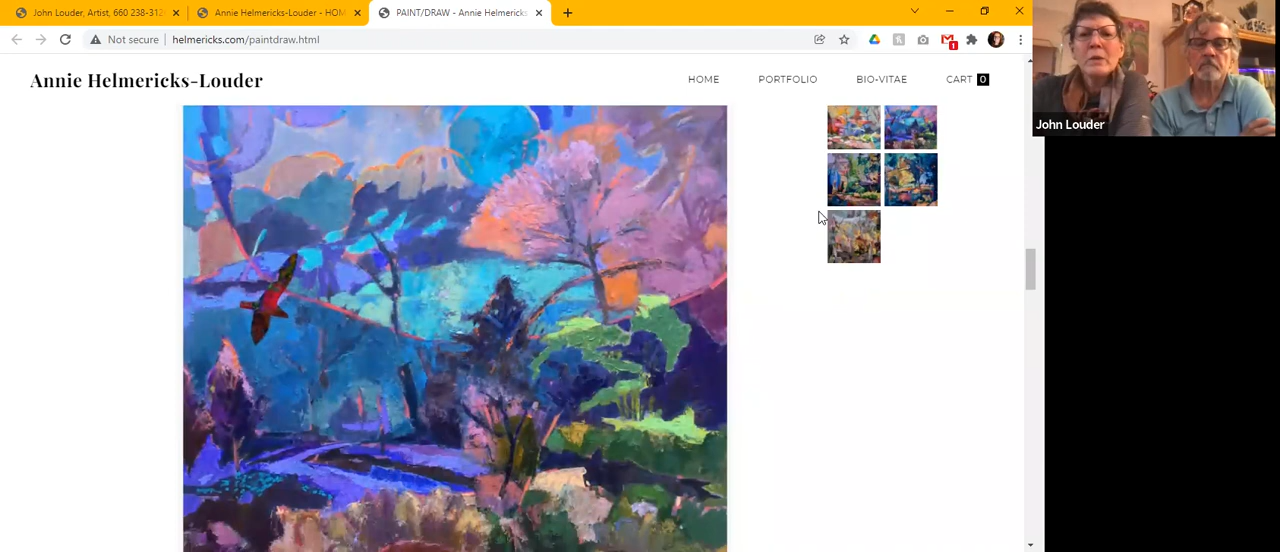 John Louder, Artist, 660 238-312
Annie Helmericks-Louder - HOM
PAINT/DRAW - Annie Helmericks
Not secure
helmericks.com/paintdraw.html
1
Annie Helmericks-Louder
HOME
PORTFOLIO
BIO-VITAE
CART 0
John Louder